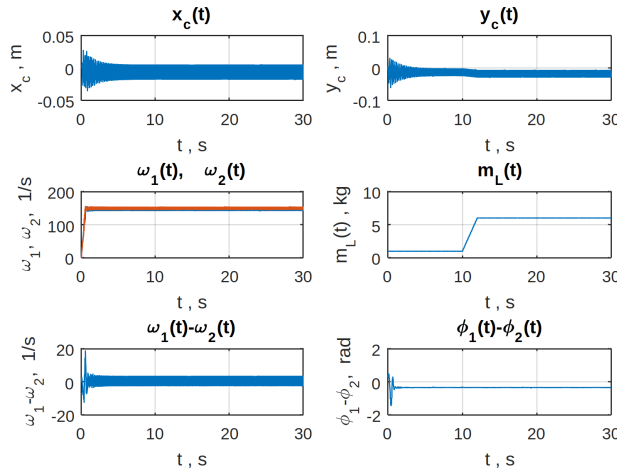 x_c(t)
0.05
0
-0.05
x_c , m
0 10 20 30
t , s
y_c(t)
0.1
0
-0.1
y_c , m
0 10 20 30
t , s
ω_1(t), ω_2(t)
200
100
0
ω_1, ω_2, 1/s
0 10 20 30
t , s
m_L(t)
10
5
0
m_L(t) , kg
0 10 20 30
t , s
ω_1(t)-ω_2(t)
20
0
-20
ω_1-ω_2, 1/s
0 10 20 30
t , s
ϕ_1(t)-ϕ_2(t)
2
0
-2
ϕ_1-ϕ_2, rad
0 10 20 30
t , s